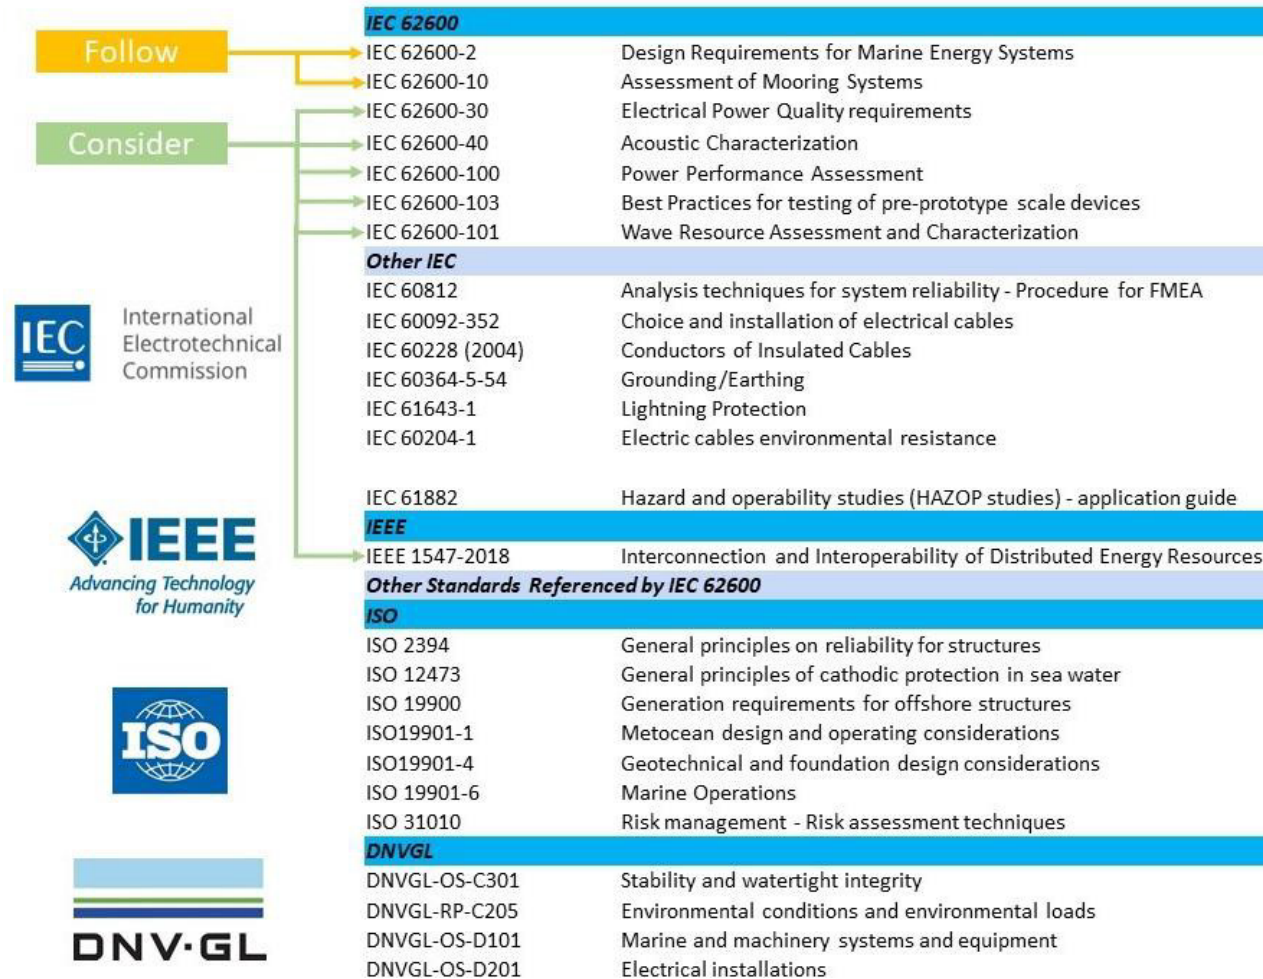 Follow
Consider
IEC 62600
IEC 62600-2 Design Requirements for Marine Energy Systems
IEC 62600-10 Assessment of Mooring Systems
IEC 62600-30 Electrical Power Quality requirements
IEC 62600-40 Acoustic Characterization
IEC 62600-100 Power Performance Assessment
IEC 62600-103 Best Practices for testing of pre-prototype scale devices
IEC 62600-101 Wave Resource Assessment and Characterization
Other IEC
IEC
International
Electrotechnical
Commission
IEC 60812 Analysis techniques for system reliability - Procedure for FMEA
IEC 60092-352 Choice and installation of electrical cables
IEC 60228 (2004) Conductors of Insulated Cables
IEC 60364-5-54 Grounding/Earthing
IEC 61643-1 Lightning Protection
IEC 60204-1 Electric cables environmental resistance
IEC 61882 Hazard and operability studies (HAZOP studies) - application guide
IEEE
Advancing Technology
for Humanity
IEEE
IEEE 1547-2018 Interconnection and Interoperability of Distributed Energy Resources
Other Standards Referenced by IEC 62600
ISO
ISO
ISO 2394 General principles on reliability for structures
ISO 12473 General principles of cathodic protection in sea water
ISO 19900 Generation requirements for offshore structures
ISO19901-1 Metocean design and operating considerations
ISO19901-4 Geotechnical and foundation design considerations
ISO 19901-6 Marine Operations
ISO 31010 Risk management - Risk assessment techniques
DNV·GL
DNVGL
DNVGL-OS-C301 Stability and watertight integrity
DNVGL-RP-C205 Environmental conditions and environmental loads
DNVGL-OS-D101 Marine and machinery systems and equipment
DNVGL-OS-D201 Electrical installations